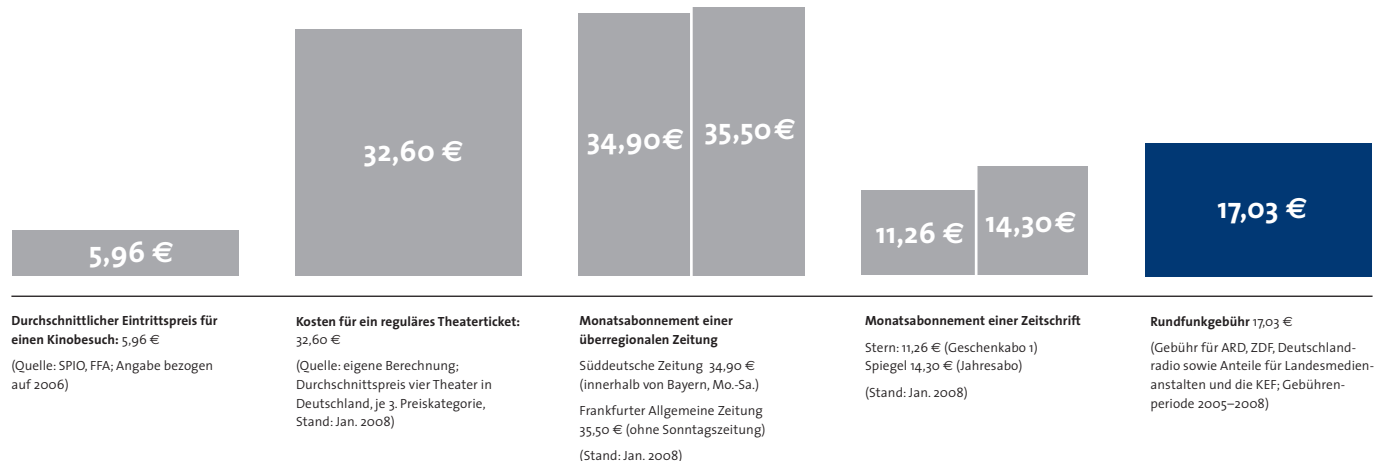 5,96 €
32,60 €
34,90 €
35,50 €
11,26 €
14,30 €
17,03 €
Durchschnittlicher Eintrittspreis für
einen Kinobesuch: 5,96 €
(Quelle: SPIO, FFA; Angabe bezogen
auf 2006)
Kosten für ein reguläres Theaterticket:
32,60 €
(Quelle: eigene Berechnung;
Durchschnittspreis vier Theater in
Deutschland, je 3. Preiskategorie,
Stand: Jan. 2008)
Monatsabonnement einer
überregionalen Zeitung
Süddeutsche Zeitung 34,90 €
(innerhalb von Bayern, Mo.-Sa.)
Frankfurter Allgemeine Zeitung
35,50 € (ohne Sonntagszeitung)
(Stand: Jan. 2008)
Monatsabonnement einer Zeitschrift
Stern: 11,26 € (Geschenkabo 1)
Spiegel 14,30 € (Jahresabo)
(Stand: Jan. 2008)
Rundfunkgebühr 17,03 €
(Gebühr für ARD, ZDF, Deutschland-
radio sowie Anteile für Landesmedien-
anstalten und die KEF; Gebühren-
periode 2005–2008)